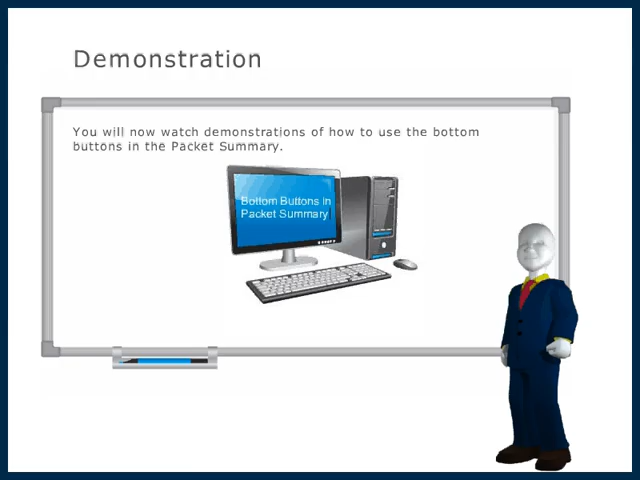 Demonstration
You will now watch demonstrations of how to use the bottom
buttons in the Packet Summary.
Bottom Buttons in
Packet Summary